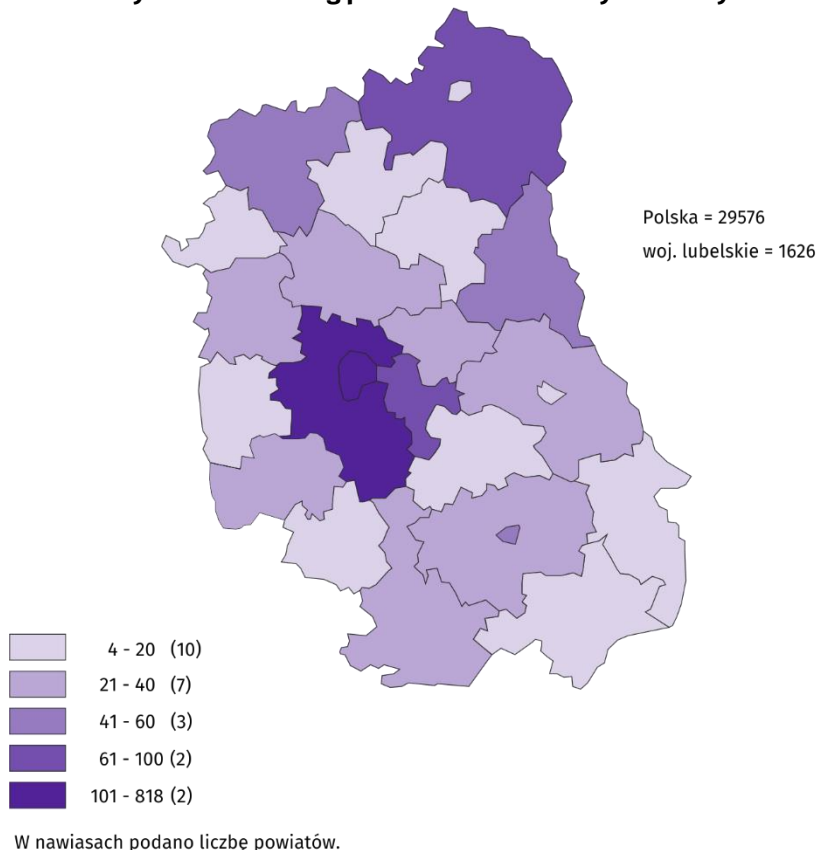 Polska = 29576
woj. lubelskie = 1626
4 - 20 (10)
21 - 40 (7)
41 - 60 (3)
61 - 100 (2)
101 - 818 (2)
W nawiasach podano liczbę powiatów.